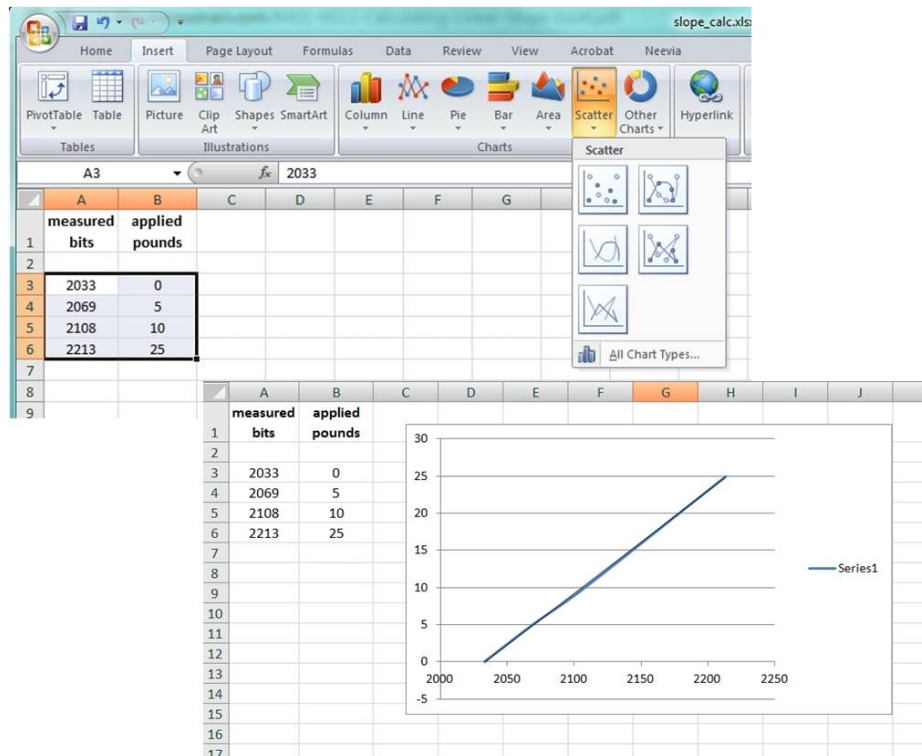 slope_calc.xls
Home Insert Page Layout Formulas Data Review View Acrobat Neevia
PivotTable Table Picture Clip Art Shapes SmartArt Column Line Pie Bar Area Scatter Other Charts Hyperlink
Tables Illustrations Charts
Scatter
A3 fx 2033
A B C D E F G
1 measured bits applied pounds
2
3 2033 0
4 2069 5
5 2108 10
6 2213 25
7
8
9
All Chart Types...
A B C D E F G H I J
1 measured bits applied pounds
2
3 2033 0
4 2069 5
5 2108 10
6 2213 25
7
8
9
10
11
12
13
14
15
16
17
30
25
20
15
10
5
0
-5
2000 2050 2100 2150 2200 2250
Series1